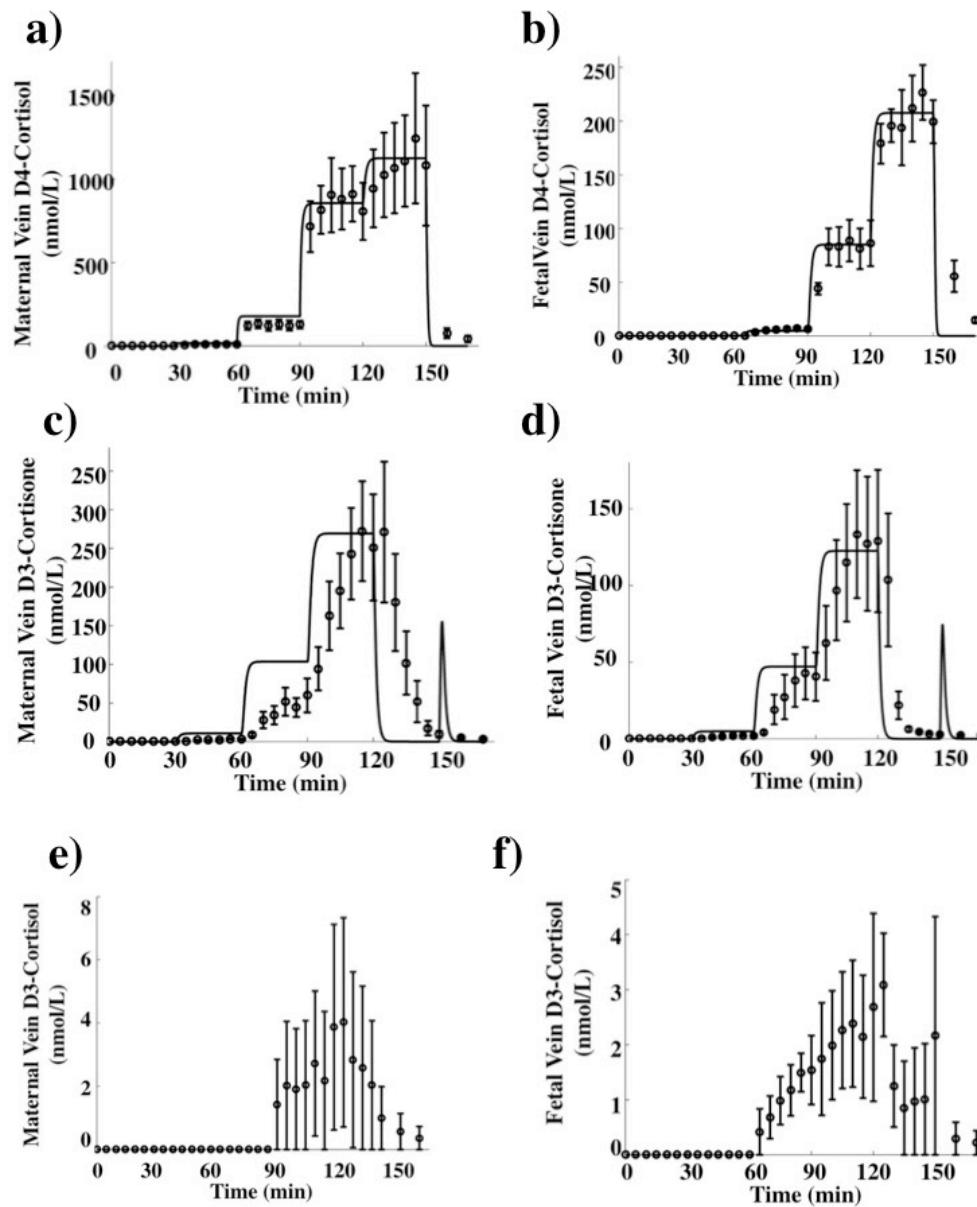 a)
Maternal Vein D4-Cortisol
(nmol/L)
1500
1000
500
0
0 30 60 90 120 150
Time (min)
b)
Fetal Vein D4-Cortisol
(nmol/L)
250
200
150
100
50
0
0 30 60 90 120 150
Time (min)
c)
Maternal Vein D3-Cortisone
(nmol/L)
250
200
250
300
100
50
0
0 30 60 90 120 150
Time (min)
d)
Fetal Vein D3-Cortisone
(nmol/L)
150
100
50
0
0 30 60 90 120 150
Time (min)
e)
Maternal Vein D3-Cortisol
(nmol/L)
8
6
4
2
0
0 30 60 90 120 150
Time (min)
f)
Fetal Vein D3-Cortisol
(nmol/L)
5
4
3
2
1
0
0 30 60 90 120 150
Time (min)